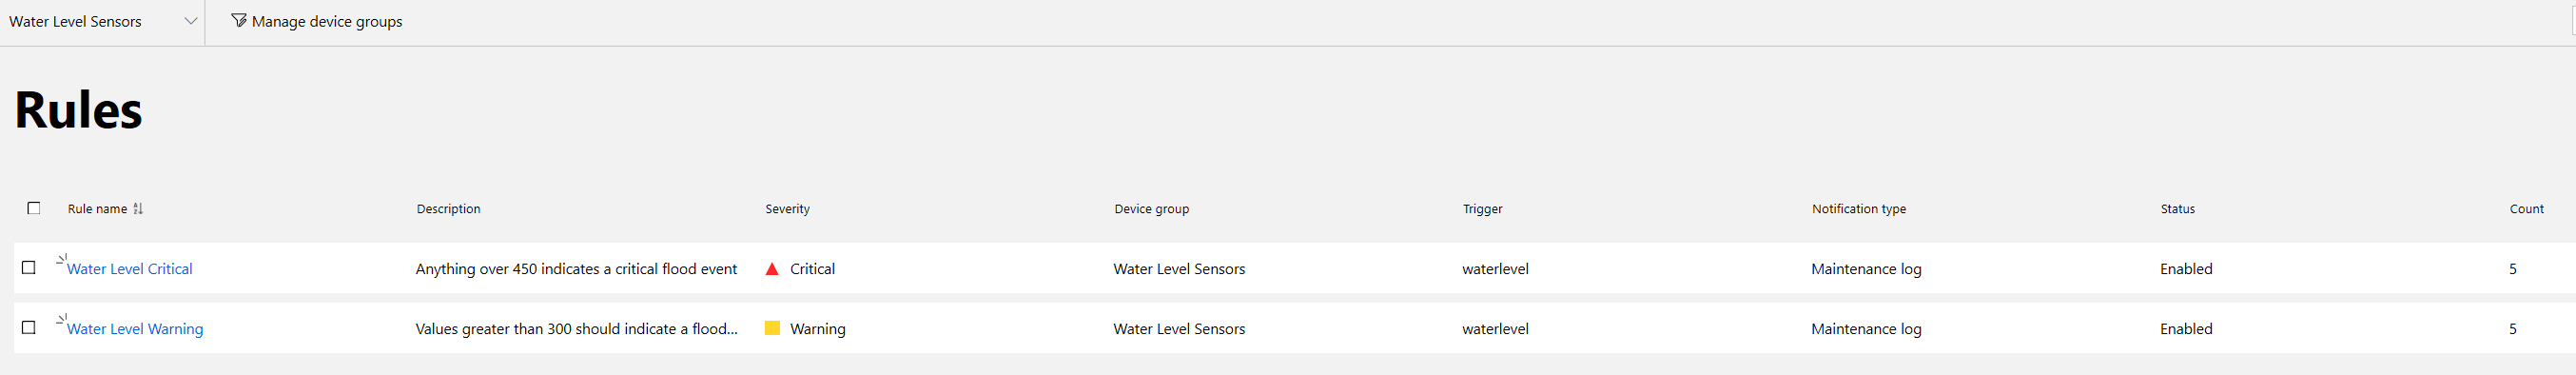 Water Level Sensors Manage device groups
Rules
Rule name Description Severity Device group Trigger Notification type Status Count
Water Level Critical Anything over 450 indicates a critical flood event Critical Water Level Sensors waterlevel Maintenance log Enabled 5
Water Level Warning Values greater than 300 should indicate a flood... Warning Water Level Sensors waterlevel Maintenance log Enabled 5